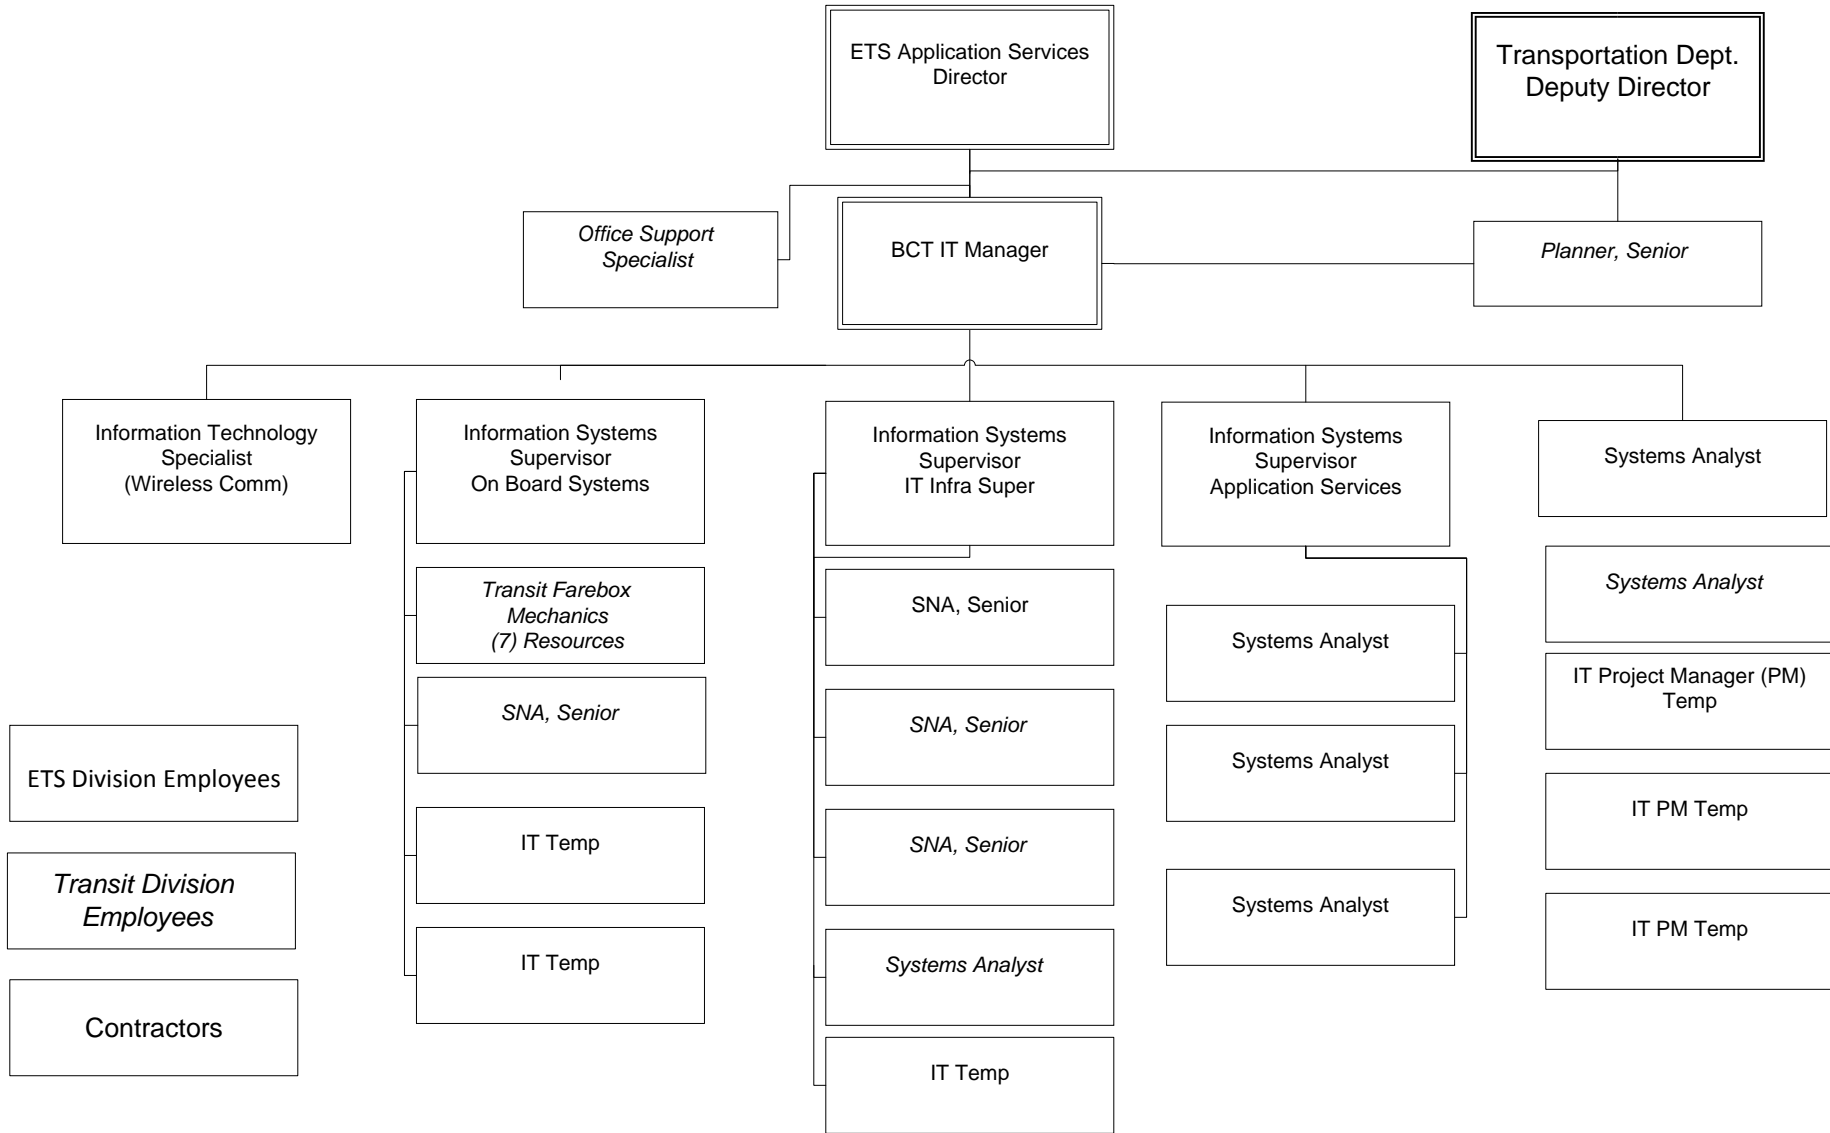 ETS Application Services
Director
Transportation Dept.
Deputy Director
Office Support
Specialist
BCT IT Manager
Planner, Senior
Information Technology
Specialist
(Wireless Comm)
Information Systems
Supervisor
On Board Systems
Information Systems
Supervisor
IT Infra Super
Information Systems
Supervisor
Application Services
Systems Analyst
Transit Farebox
Mechanics
(7) Resources
SNA, Senior
IT Temp
IT Temp
SNA, Senior
SNA, Senior
SNA, Senior
Systems Analyst
IT Temp
Systems Analyst
Systems Analyst
Systems Analyst
Systems Analyst
IT Project Manager (PM)
Temp
IT PM Temp
IT PM Temp
ETS Division Employees
Transit Division
Employees
Contractors